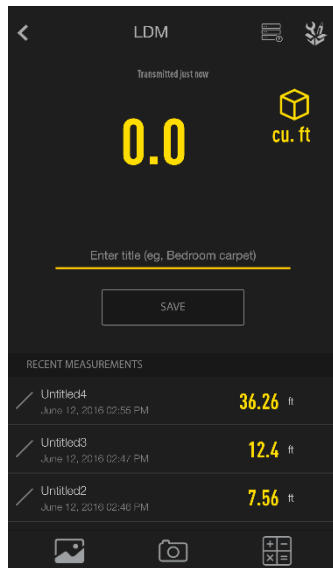 LDM
Transmitted just now
0.0
cu. ft
Enter title (eg, Bedroom carpet)
SAVE
RECENT MEASUREMENTS
Untitled4
36.26 ft
June 12, 2016 02:55 PM
Untitled3
12.4 ft
June 12, 2016 02:47 PM
Untitled2
7.56 ft
June 12, 2016 02:46 PM